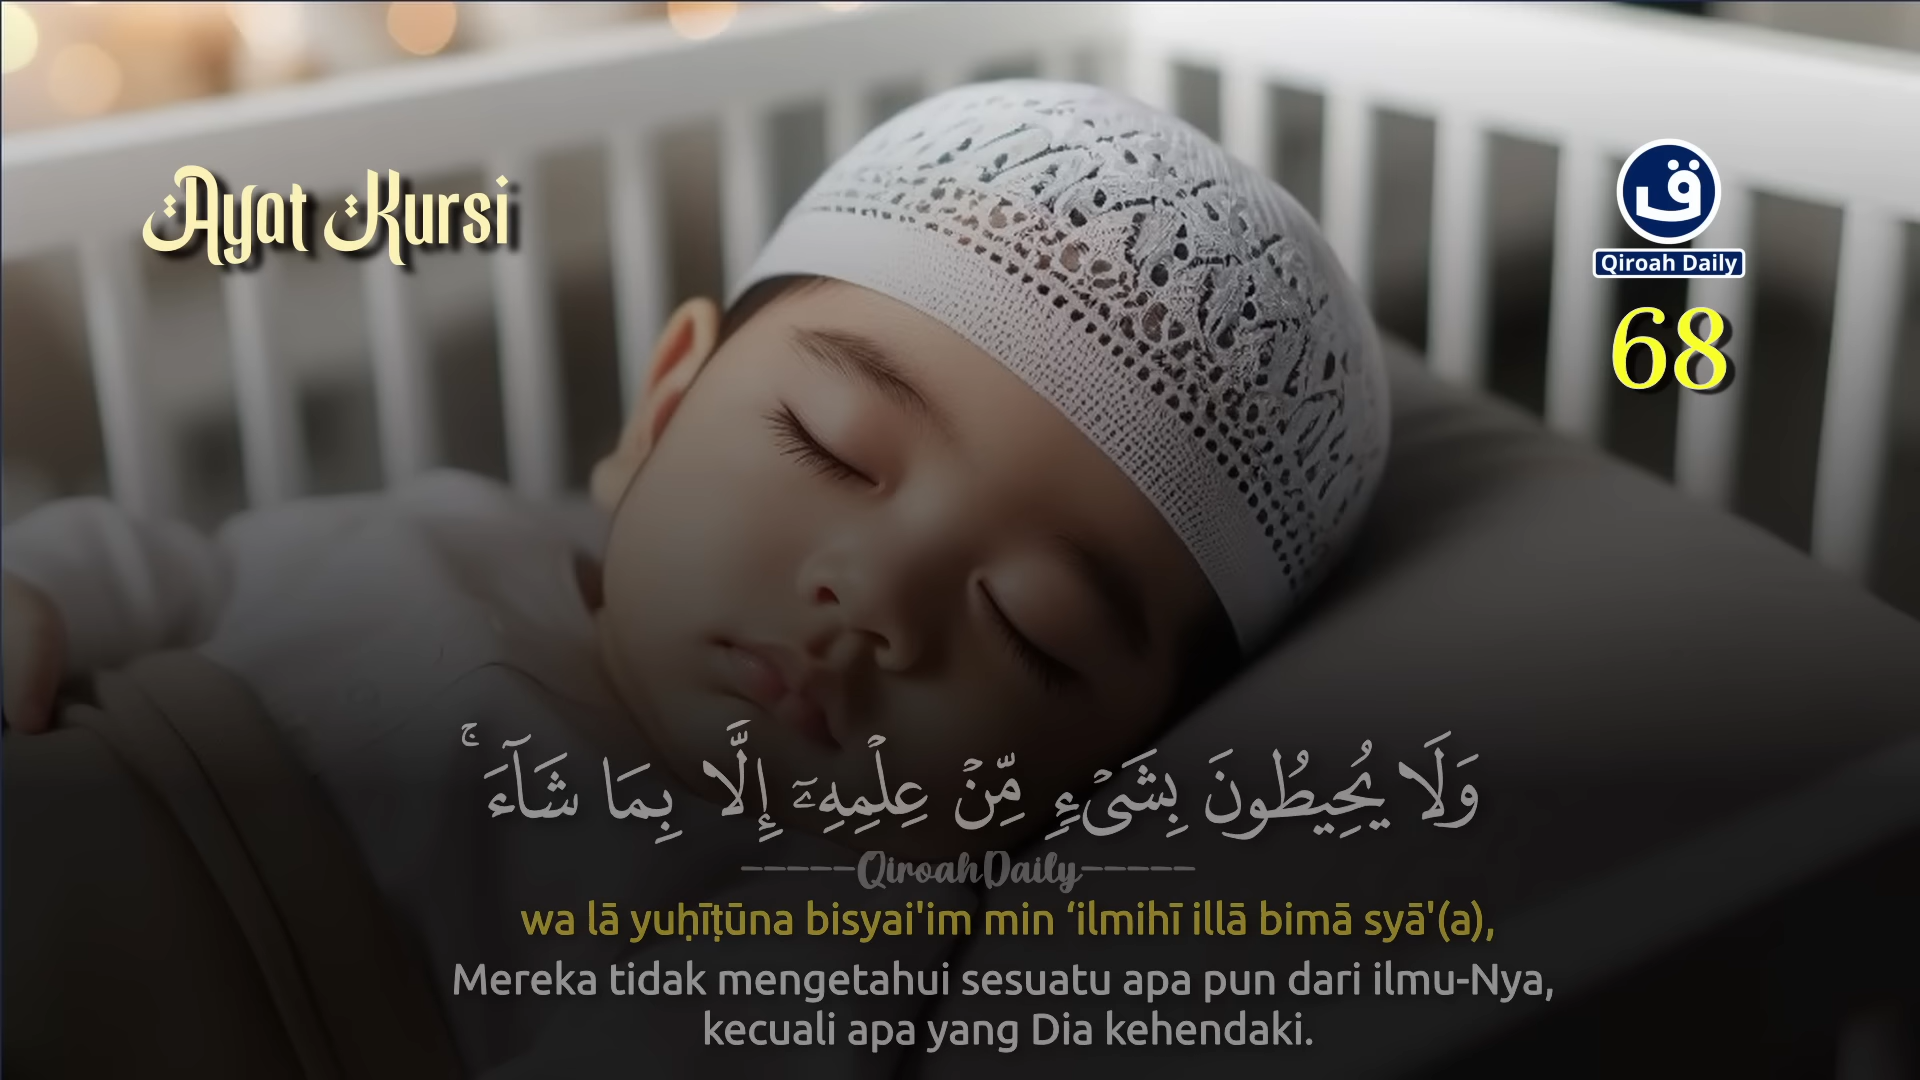 Ayat Kursi
ق
Qiroah Daily
68
وَلَا يُحِيطُونَ بِشَىْءٍ مِّنْ عِلْمِهِۦٓ إِلَّا بِمَا شَآءَ ۚ
-----QiroahDaily-----
wa lā yuḥīṭūna bisyai'im min ‘ilmihī illā bimā syā'(a),
Mereka tidak mengetahui sesuatu apa pun dari ilmu-Nya,
kecuali apa yang Dia kehendaki.